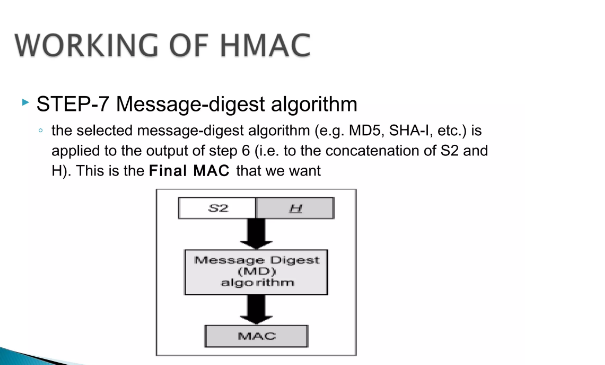 WORKING OF HMAC
STEP-7 Message-digest algorithm
the selected message-digest algorithm (e.g. MD5, SHA-I, etc.) is
applied to the output of step 6 (i.e. to the concatenation of S2 and
H). This is the Final MAC that we want
S2 H
Message Digest
(MD)
algorithm
MAC